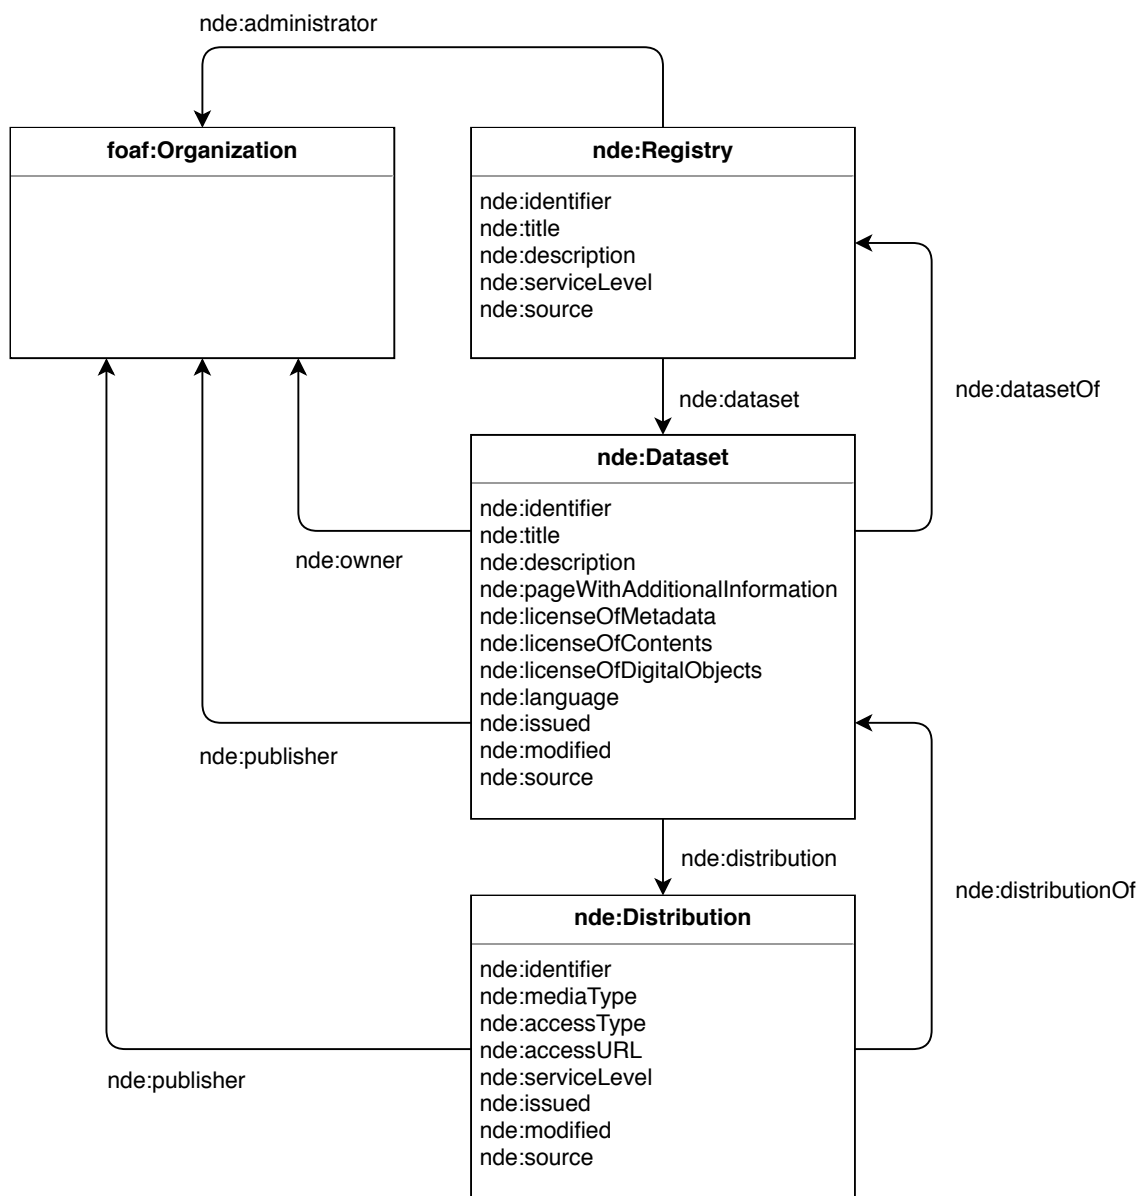 nde:administrator
foaf:Organization
nde:Registry
nde:identifier
nde:title
nde:description
nde:serviceLevel
nde:source
nde:datasetOf
nde:dataset
nde:Dataset
nde:identifier
nde:title
nde:description
nde:pageWithAdditionalInformation
nde:licenseOfMetadata
nde:licenseOfContents
nde:licenseOfDigitalObjects
nde:language
nde:issued
nde:modified
nde:source
nde:owner
nde:publisher
nde:distribution
nde:distributionOf
nde:Distribution
nde:identifier
nde:mediaType
nde:accessType
nde:accessURL
nde:serviceLevel
nde:issued
nde:modified
nde:source
nde:publisher